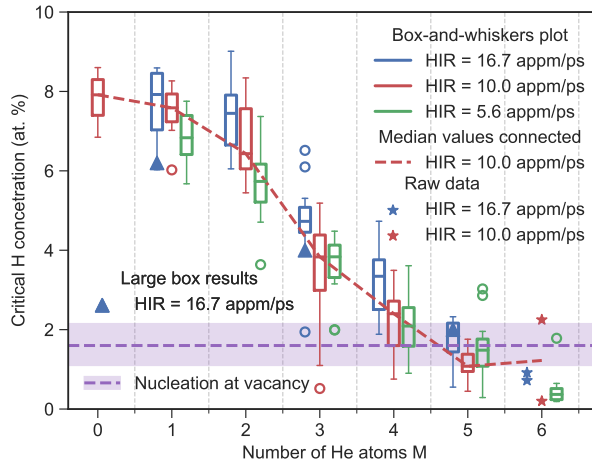 Box-and-whiskers plot
HIR = 16.7 appm/ps
HIR = 10.0 appm/ps
HIR = 5.6 appm/ps
Median values connected
HIR = 10.0 appm/ps
Raw data
HIR = 16.7 appm/ps
HIR = 10.0 appm/ps
Large box results
HIR = 16.7 appm/ps
Nucleation at vacancy
Critical H concetration (at. %)
10
8
6
4
2
0
0 1 2 3 4 5 6
Number of He atoms M